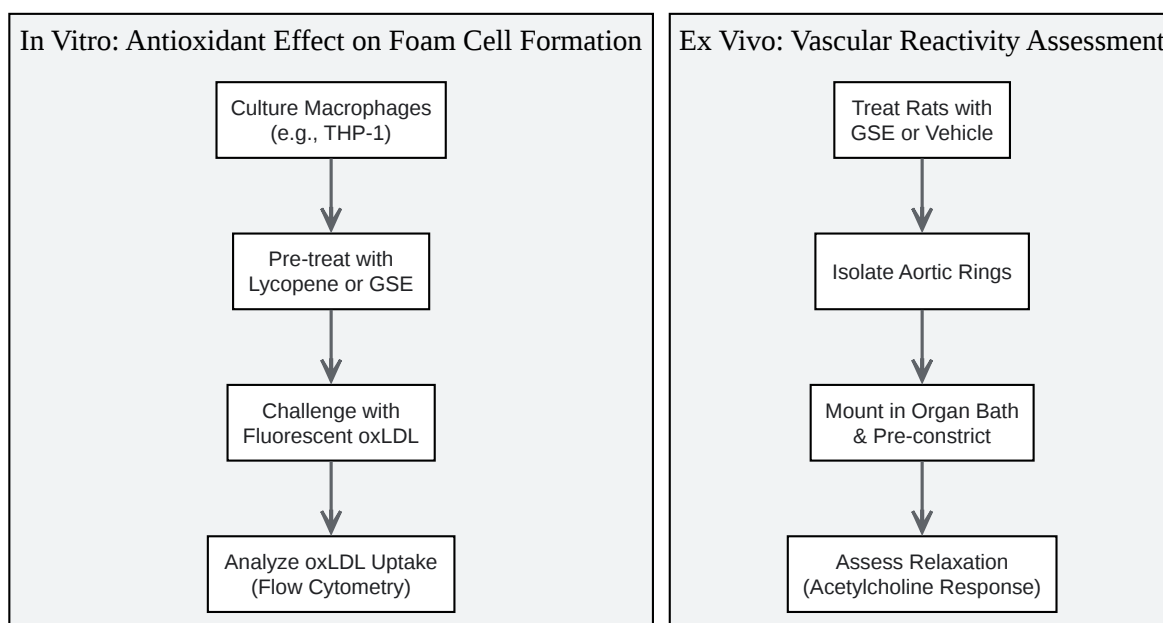 In Vitro: Antioxidant Effect on Foam Cell Formation
Culture Macrophages
(e.g., THP-1)
Pre-treat with
Lycopene or GSE
Challenge with
Fluorescent oxLDL
Analyze oxLDL Uptake
(Flow Cytometry)
Ex Vivo: Vascular Reactivity Assessment
Treat Rats with
GSE or Vehicle
Isolate Aortic Rings
Mount in Organ Bath
& Pre-constrict
Assess Relaxation
(Acetylcholine Response)